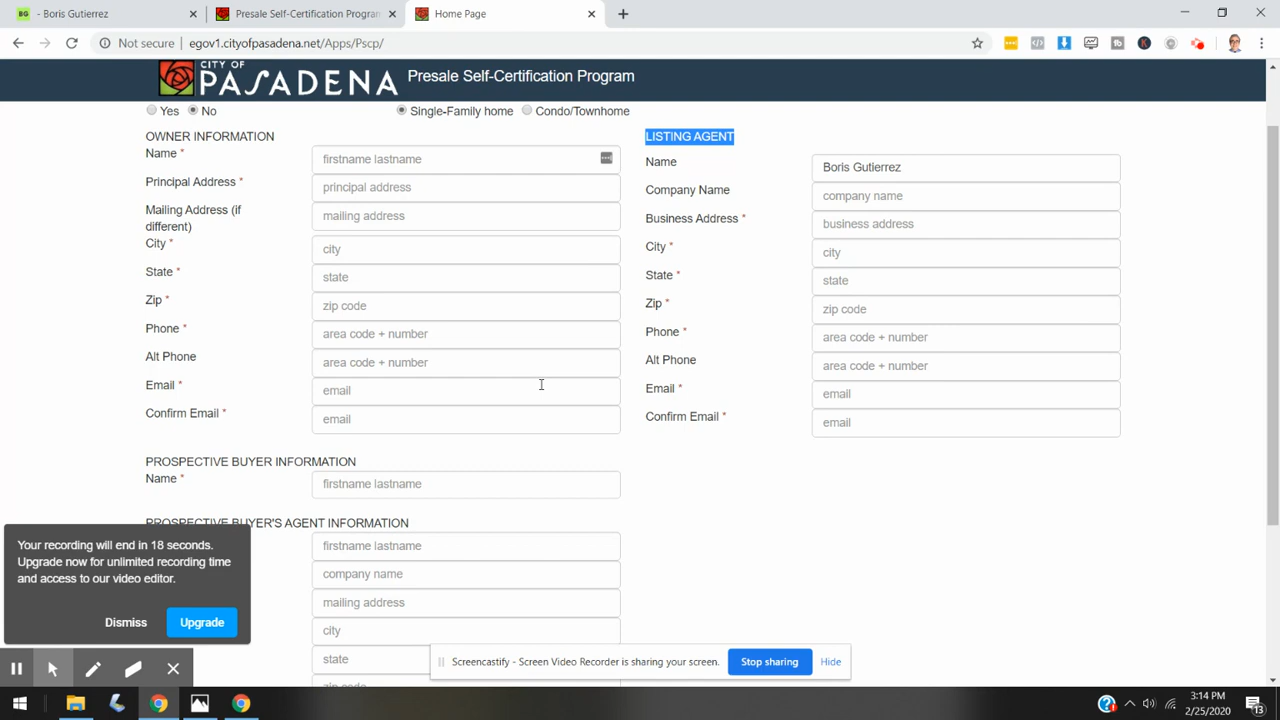 BG - Boris Gutierrez
Presale Self-Certification Program
Home Page
Not secure egov1.cityofpasadena.net/Apps/Pscp/
CITY OF
PASADENA
Presale Self-Certification Program
Yes No
Single-Family home Condo/Townhome
OWNER INFORMATION
Name * firstname lastname
Principal Address * principal address
Mailing Address (if
different) mailing address
City * city
State * state
Zip * zip code
Phone * area code + number
Alt Phone area code + number
Email * email
Confirm Email * email
LISTING AGENT
Name Boris Gutierrez
Company Name company name
Business Address * business address
City * city
State * state
Zip * zip code
Phone * area code + number
Alt Phone area code + number
Email * email
Confirm Email * email
PROSPECTIVE BUYER INFORMATION
Name * firstname lastname
PROSPECTIVE BUYER'S AGENT INFORMATION
firstname lastname
company name
mailing address
city
state
zip code
Your recording will end in 18 seconds.
Upgrade now for unlimited recording time
and access to our video editor.
Dismiss Upgrade
Screencastify - Screen Video Recorder is sharing your screen. Stop sharing Hide
3:14 PM
2/25/2020
13